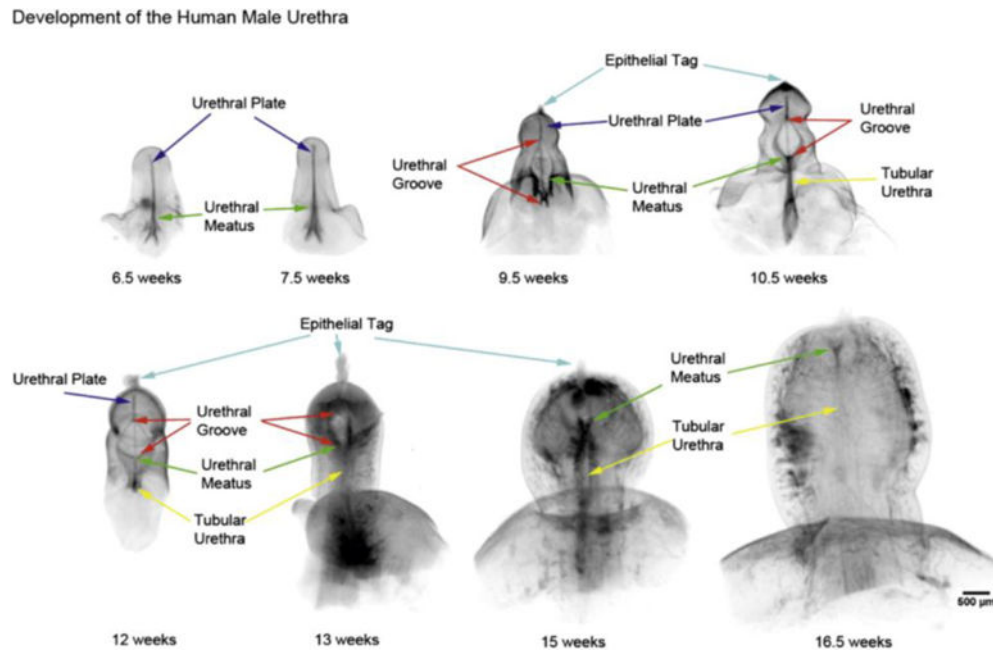 Development of the Human Male Urethra
Epithelial Tag
Urethral Plate
Urethral Plate
Urethral
Groove
Urethral
Groove
Urethral
Meatus
Urethral
Meatus
Tubular
Urethra
6.5 weeks
7.5 weeks
9.5 weeks
10.5 weeks
Epithelial Tag
Urethral Plate
Urethral
Groove
Urethral
Meatus
Tubular
Urethra
Urethral
Meatus
Tubular
Urethra
500 µm
12 weeks
13 weeks
15 weeks
16.5 weeks